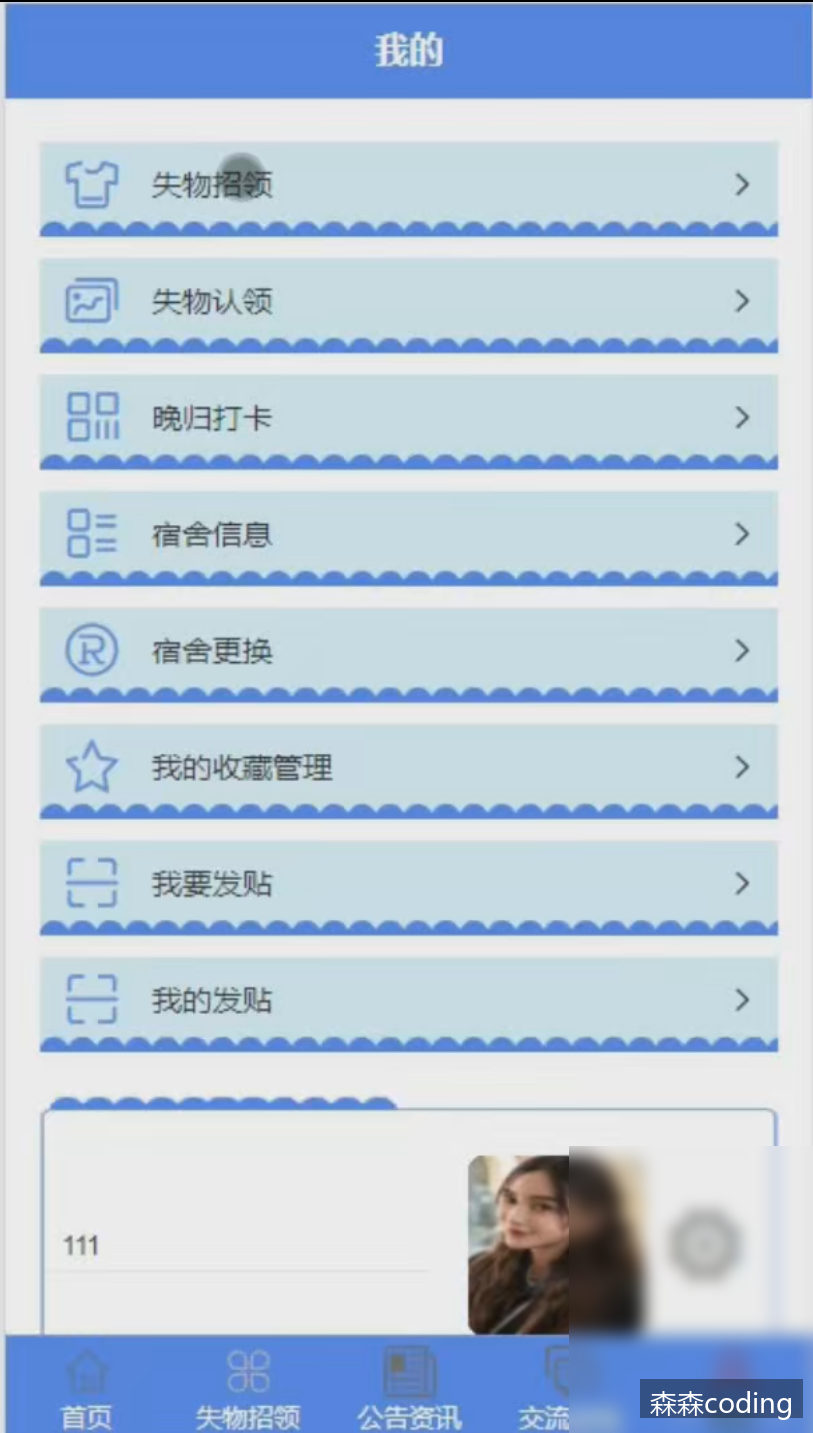 我的
失物招领
失物认领
晚归打卡
宿舍信息
宿舍更换
我的收藏管理
我要发贴
我的发贴
111
首页 失物招领 公告资讯 交流
森森coding